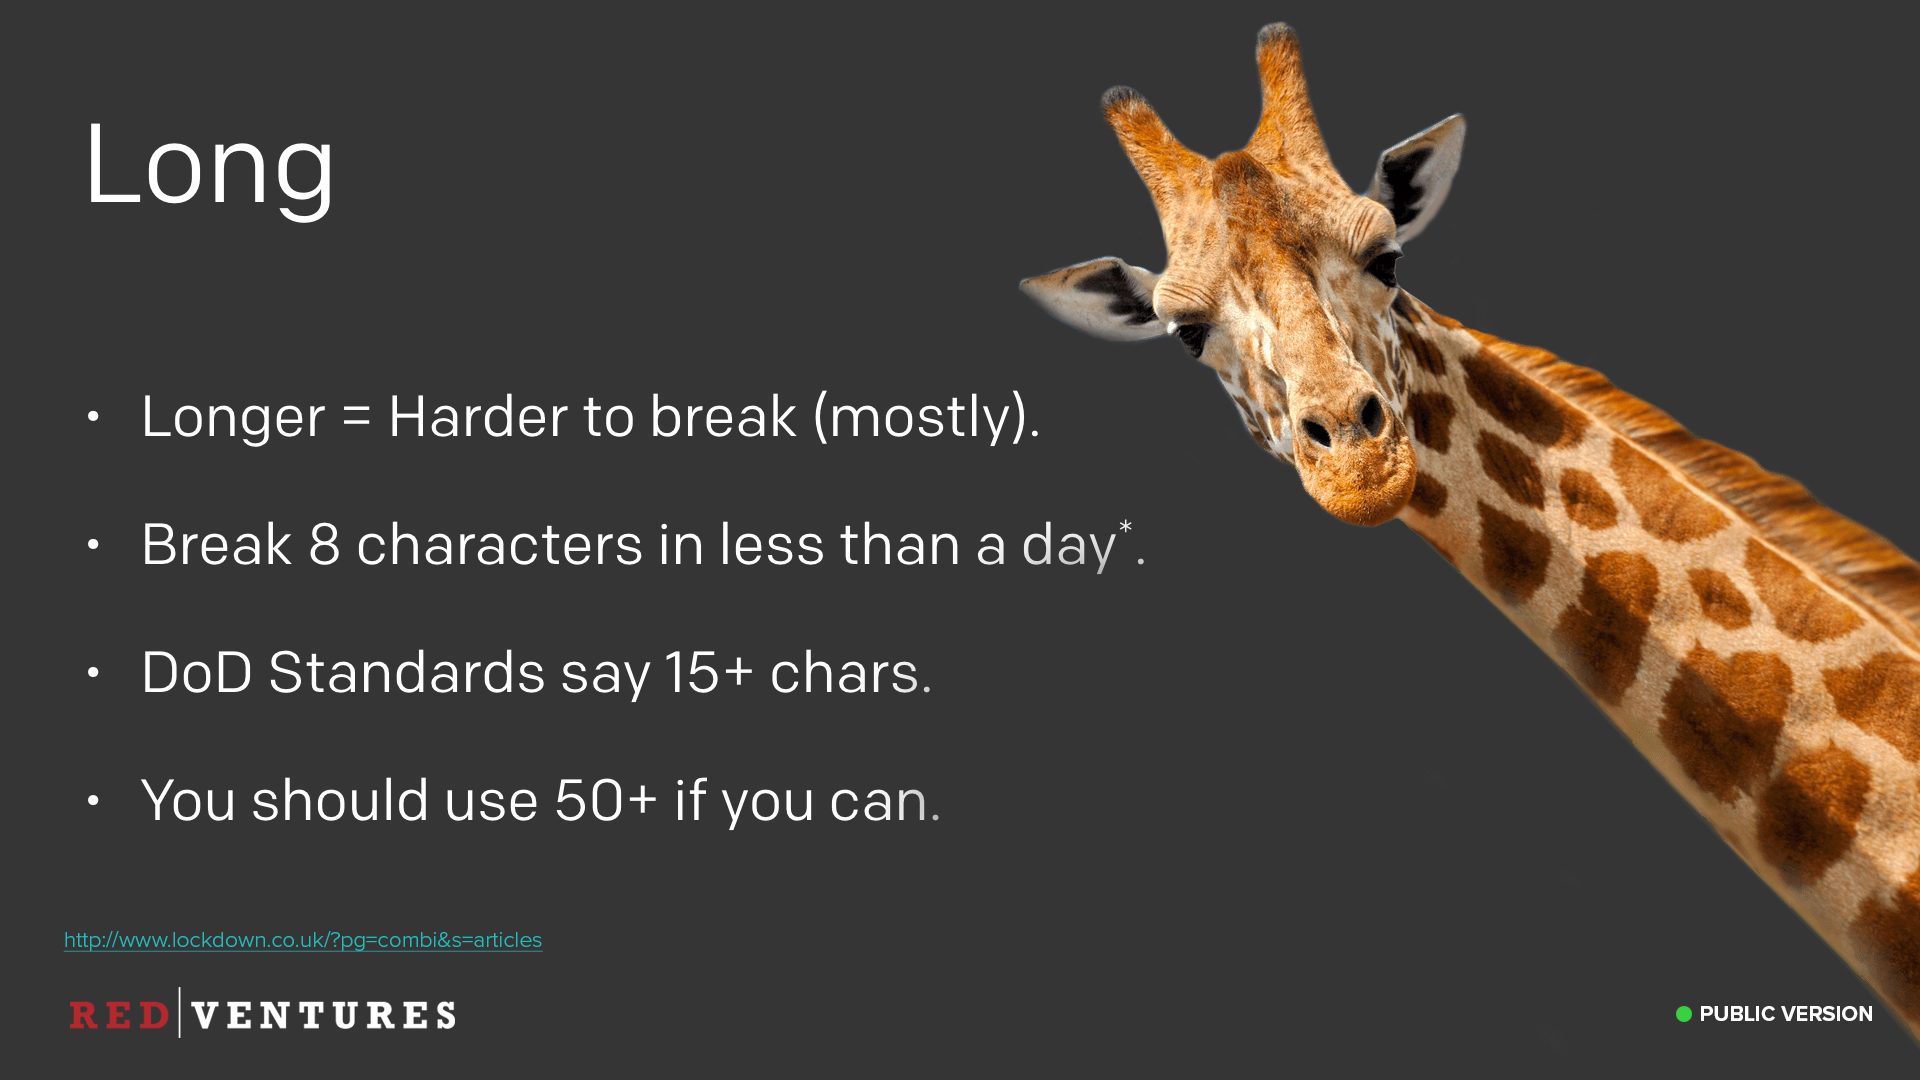 Long
• Longer = Harder to break (mostly).
• Break 8 characters in less than a day*.
• DoD Standards say 15+ chars.
• You should use 50+ if you can.
http://www.lockdown.co.uk/?pg=combi&s=articles
RED|VENTURES
PUBLIC VERSION